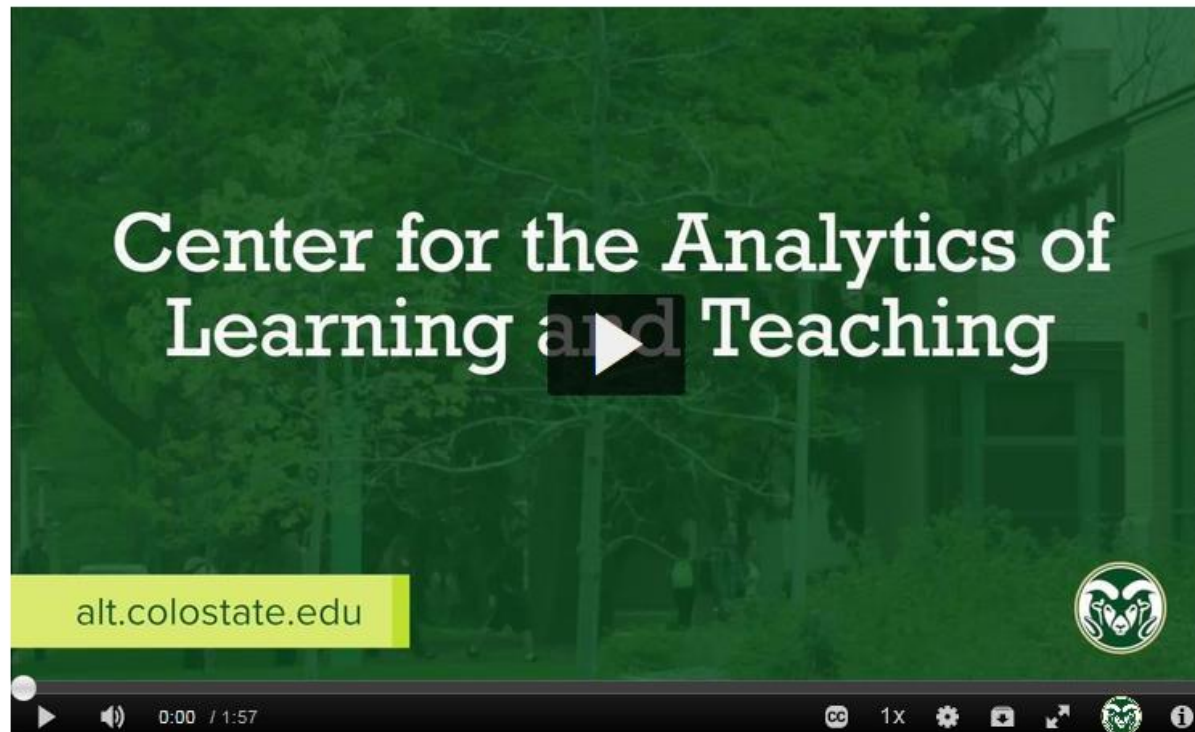 Center for the Analytics of
Learning and Teaching
alt.colostate.edu
0:00 / 1:57
CC
1x